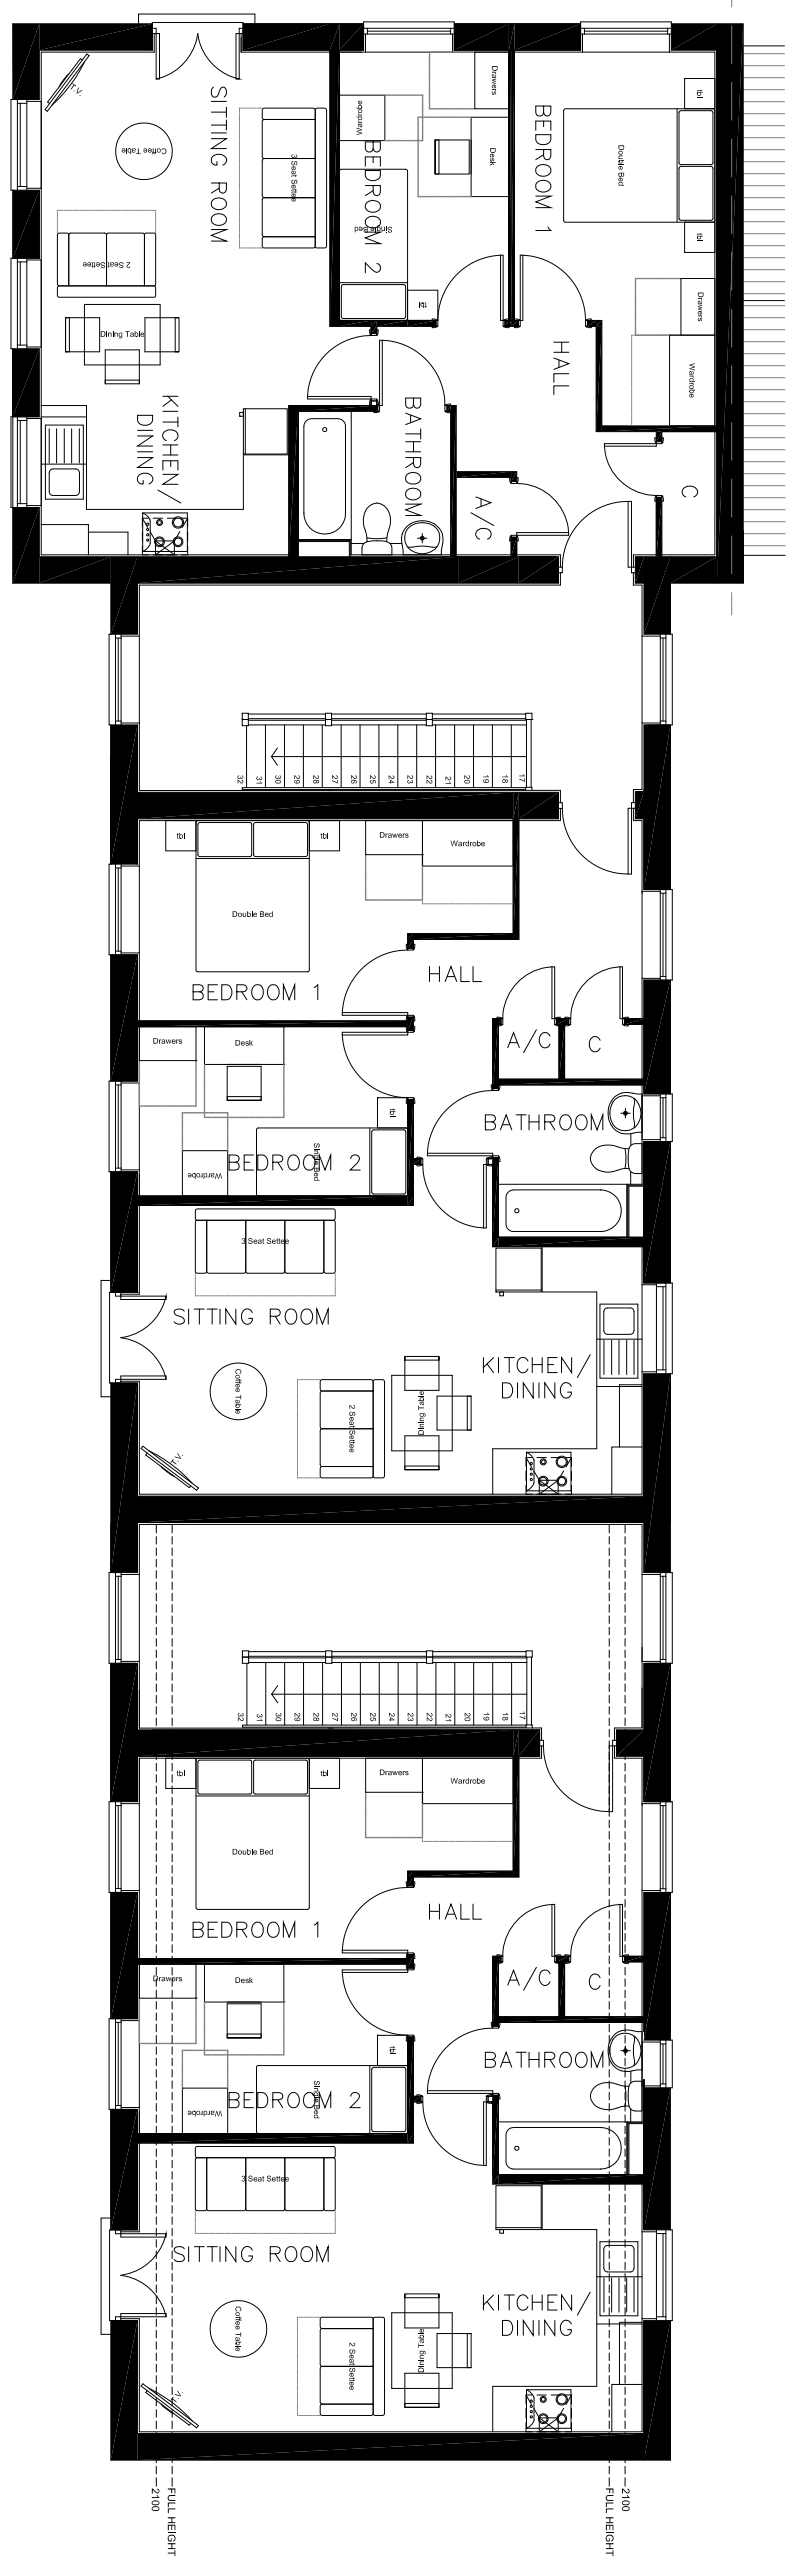 T.V.
Coffee Table
SITTING ROOM
3 Seat Settee
2 Seat Settee
Dining Table
KITCHEN/
DINING
Wardrobe
Drawers
Desk
BEDROOM 2
Single Bed
tbl
BEDROOM 1
Double Bed
tbl
tbl
Drawers
Wardrobe
HALL
BATHROOM
A/C
C
32
31
30
29
28
27
26
25
24
23
22
21
20
19
18
17
tbl
tbl
Drawers
Wardrobe
Double Bed
BEDROOM 1
HALL
A/C
C
Drawers
Desk
tbl
BATHROOM
Wardrobe
BEDROOM 2
Single Bed
3 Seat Settee
SITTING ROOM
KITCHEN/
DINING
Coffee Table
2 Seat Settee
Dining Table
T.V.
32
31
30
29
28
27
26
25
24
23
22
21
20
19
18
17
tbl
tbl
Drawers
Wardrobe
Double Bed
BEDROOM 1
HALL
A/C
C
Drawers
Desk
tbl
BATHROOM
Wardrobe
BEDROOM 2
Single Bed
3 Seat Settee
SITTING ROOM
KITCHEN/
DINING
Coffee Table
2 Seat Settee
Dining Table
T.V.
2100
FULL HEIGHT
FULL HEIGHT
2100